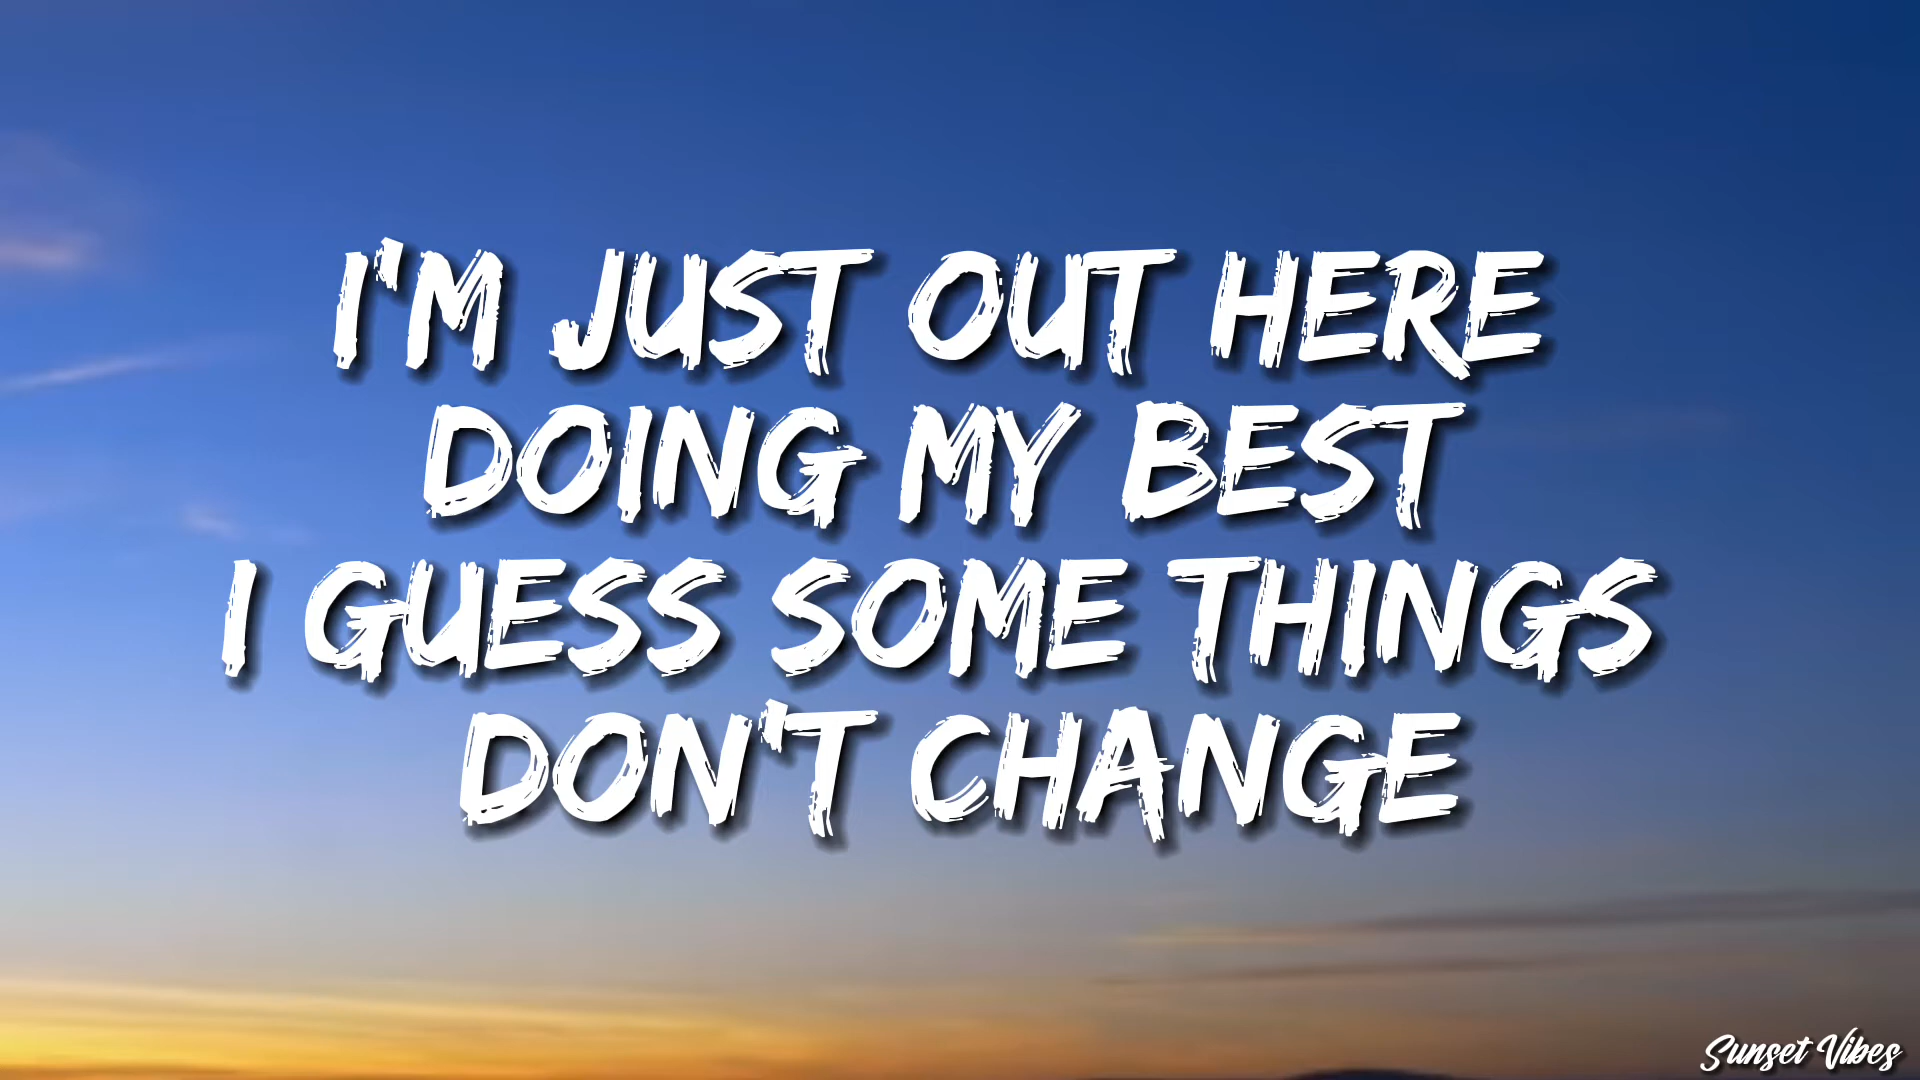 I'M JUST OUT HERE
DOING MY BEST
I GUESS SOME THINGS
DON'T CHANGE
Sunset Vibes